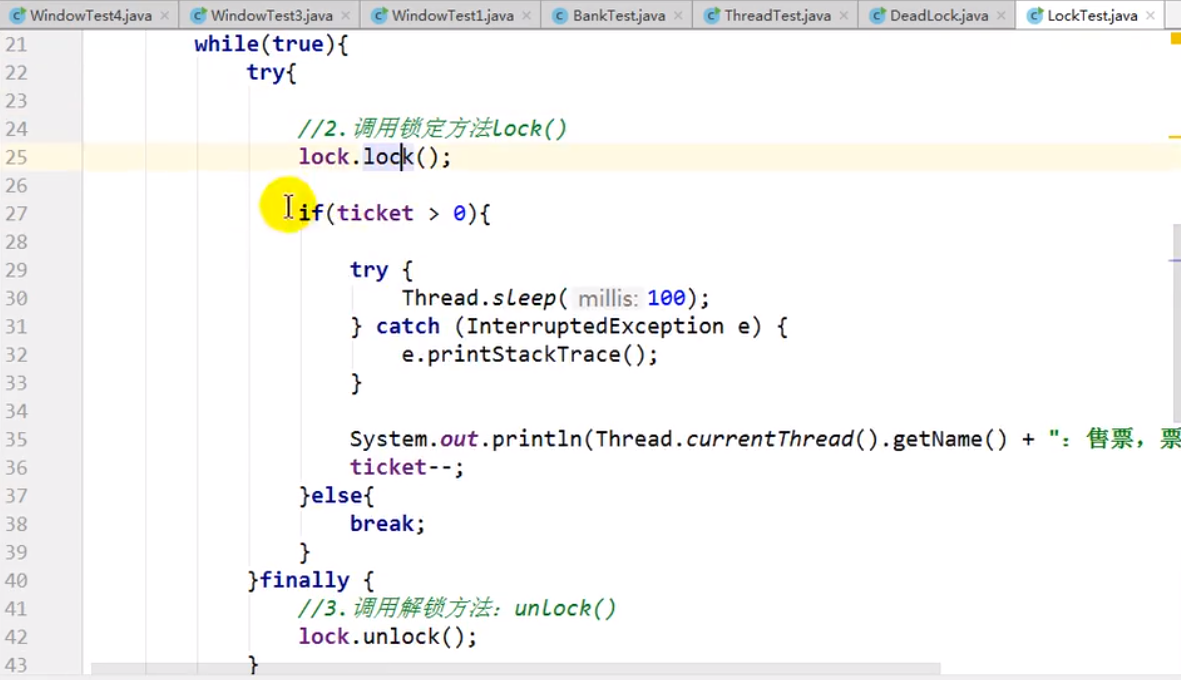 WindowTest4.java × WindowTest3.java × WindowTest1.java × BankTest.java × ThreadTest.java × DeadLock.java × LockTest.java ×
21 while(true){
22 try{
23
24 //2.调用锁定方法lock()
25 lock.lock();
26
27 if(ticket > 0){
28
29 try {
30 Thread.sleep( millis: 100);
31 } catch (InterruptedException e) {
32 e.printStackTrace();
33 }
34
35 System.out.println(Thread.currentThread().getName() + ": 售票，票
36 ticket--;
37 }else{
38 break;
39 }
40 }finally {
41 //3.调用解锁方法：unlock()
42 lock.unlock();
43 }